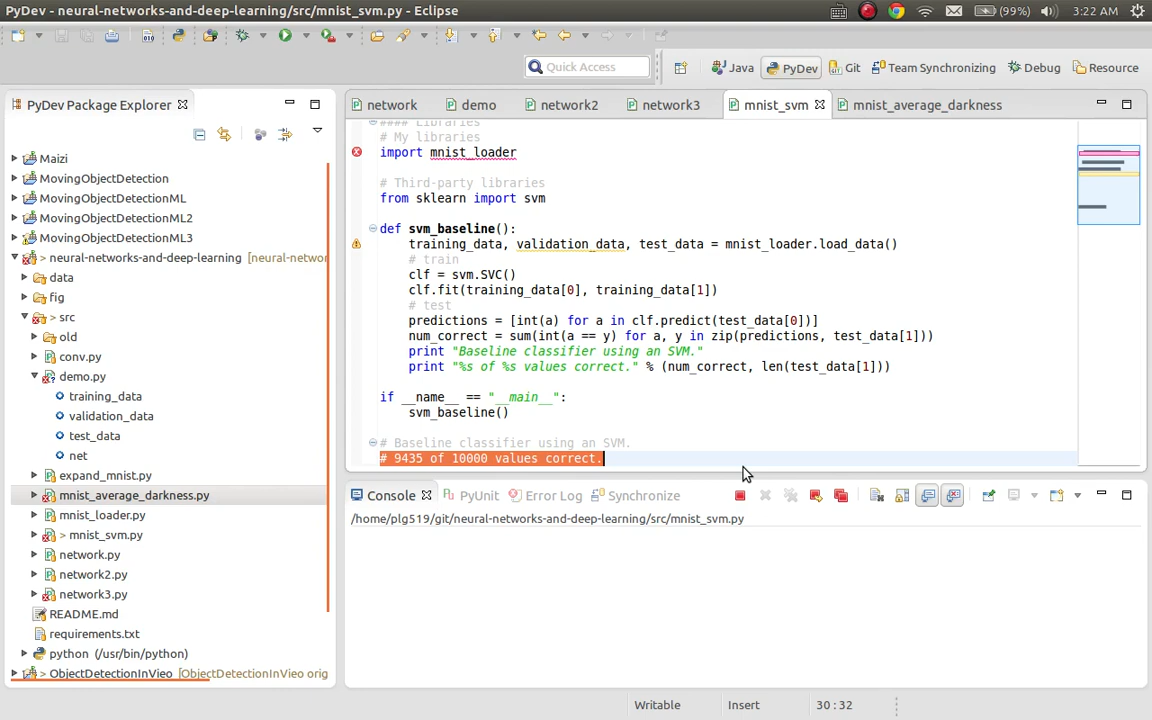 PyDev - neural-networks-and-deep-learning/src/mnist_svm.py - Eclipse
(99%)
3:22 AM
Quick Access
Java
PyDev
Git
Team Synchronizing
Debug
Resource
PyDev Package Explorer
Maizi
MovingObjectDetection
MovingObjectDetectionML
MovingObjectDetectionML2
MovingObjectDetectionML3
> neural-networks-and-deep-learning [neural-networ
data
fig
> src
old
conv.py
demo.py
training_data
validation_data
test_data
net
expand_mnist.py
mnist_average_darkness.py
mnist_loader.py
> mnist_svm.py
network.py
network2.py
network3.py
README.md
requirements.txt
python (/usr/bin/python)
> ObjectDetectionInVieo [ObjectDetectionInVieo orig
network
demo
network2
network3
mnist_svm
mnist_average_darkness
#### Libraries
# My libraries
import mnist_loader
# Third-party libraries
from sklearn import svm
def svm_baseline():
training_data, validation_data, test_data = mnist_loader.load_data()
# train
clf = svm.SVC()
clf.fit(training_data[0], training_data[1])
# test
predictions = [int(a) for a in clf.predict(test_data[0])]
num_correct = sum(int(a == y) for a, y in zip(predictions, test_data[1]))
print "Baseline classifier using an SVM."
print "%s of %s values correct." % (num_correct, len(test_data[1]))
if __name__ == "__main__":
svm_baseline()
# Baseline classifier using an SVM.
# 9435 of 10000 values correct.
Console
PyUnit
Error Log
Synchronize
/home/plg519/git/neural-networks-and-deep-learning/src/mnist_svm.py
Writable
Insert
30 : 32